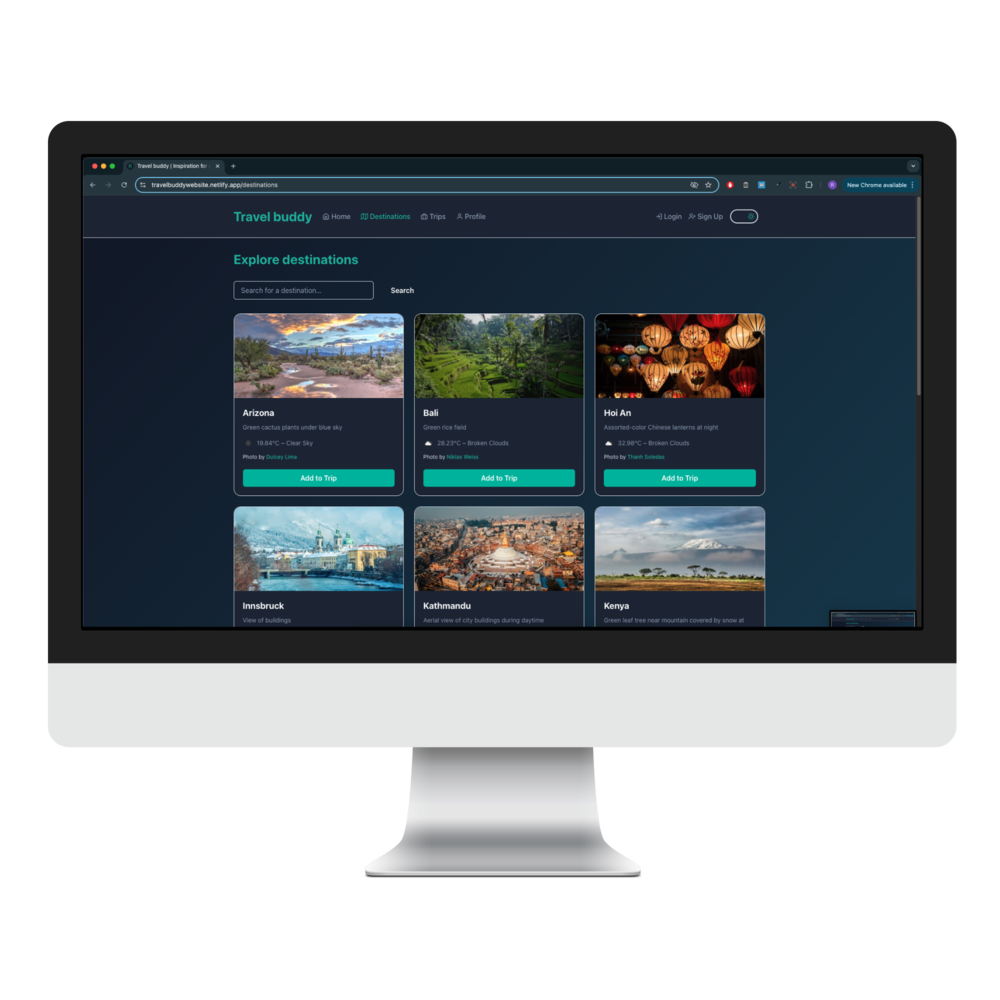 Travel buddy | Inspiration for
travelbuddywebsite.netlify.app/destinations
New Chrome available
Travel buddy Home Destinations Trips Profile Login Sign Up
Explore destinations
Search for a destination... Search
Arizona
Green cactus plants under blue sky
19.84°C – Clear Sky
Photo by Dulcey Lima
Add to Trip
Bali
Green rice field
28.23°C – Broken Clouds
Photo by Niklas Weiss
Add to Trip
Hoi An
Assorted-color Chinese lanterns at night
32.98°C – Broken Clouds
Photo by Thanh Soledas
Add to Trip
Innsbruck
View of buildings
Kathmandu
Aerial view of city buildings during daytime
Kenya
Green leaf tree near mountain covered by snow at